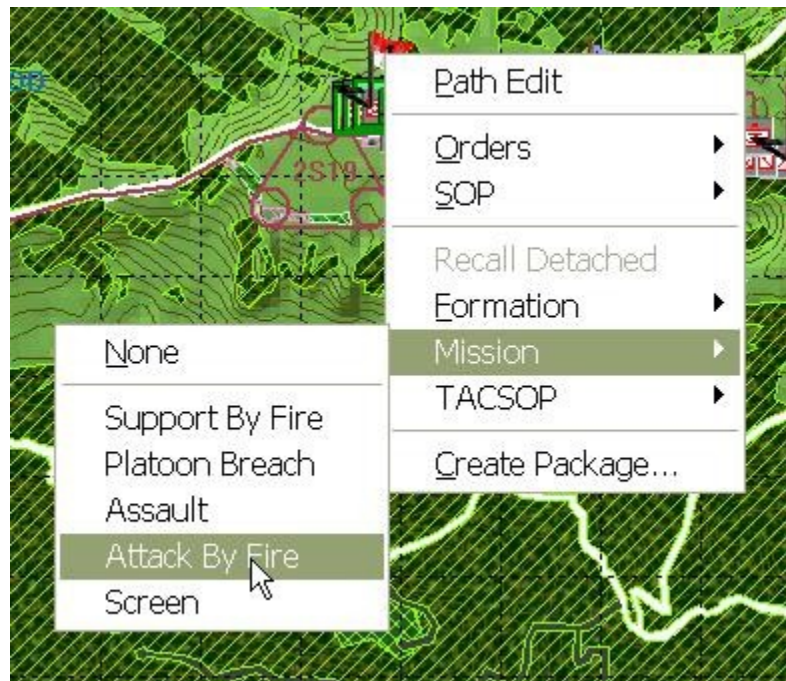 Path Edit
Orders
SOP
2S19
Recall Detached
Formation
Mission
TACSOP
Create Package...
None
Support By Fire
Platoon Breach
Assault
Attack By Fire
Screen